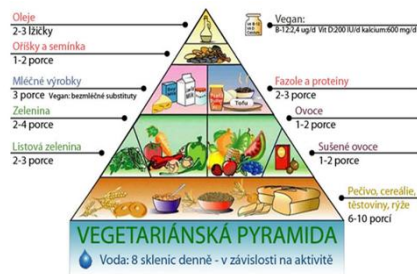 Oleje
2-3 lžičky
Oříšky a semínka
1-2 porce
Mléčné výrobky
3 porce Vegan: bezmléčné substituty
Zelenina
2-4 porce
Listová zelenina
2-3 porce
Vegan:
B-12:2,4 ug/d Vit D:200 IU/d kalcium:600 mg/d
Fazole a proteiny
2-3 porce
Ovoce
1-2 porce
Sušené ovoce
1-2 porce
Pečivo, cereálie,
těstoviny, rýže
6-10 porcí
Tofu
VEGETARIÁNSKÁ PYRAMIDA
Voda: 8 sklenic denně - v závislosti na aktivitě